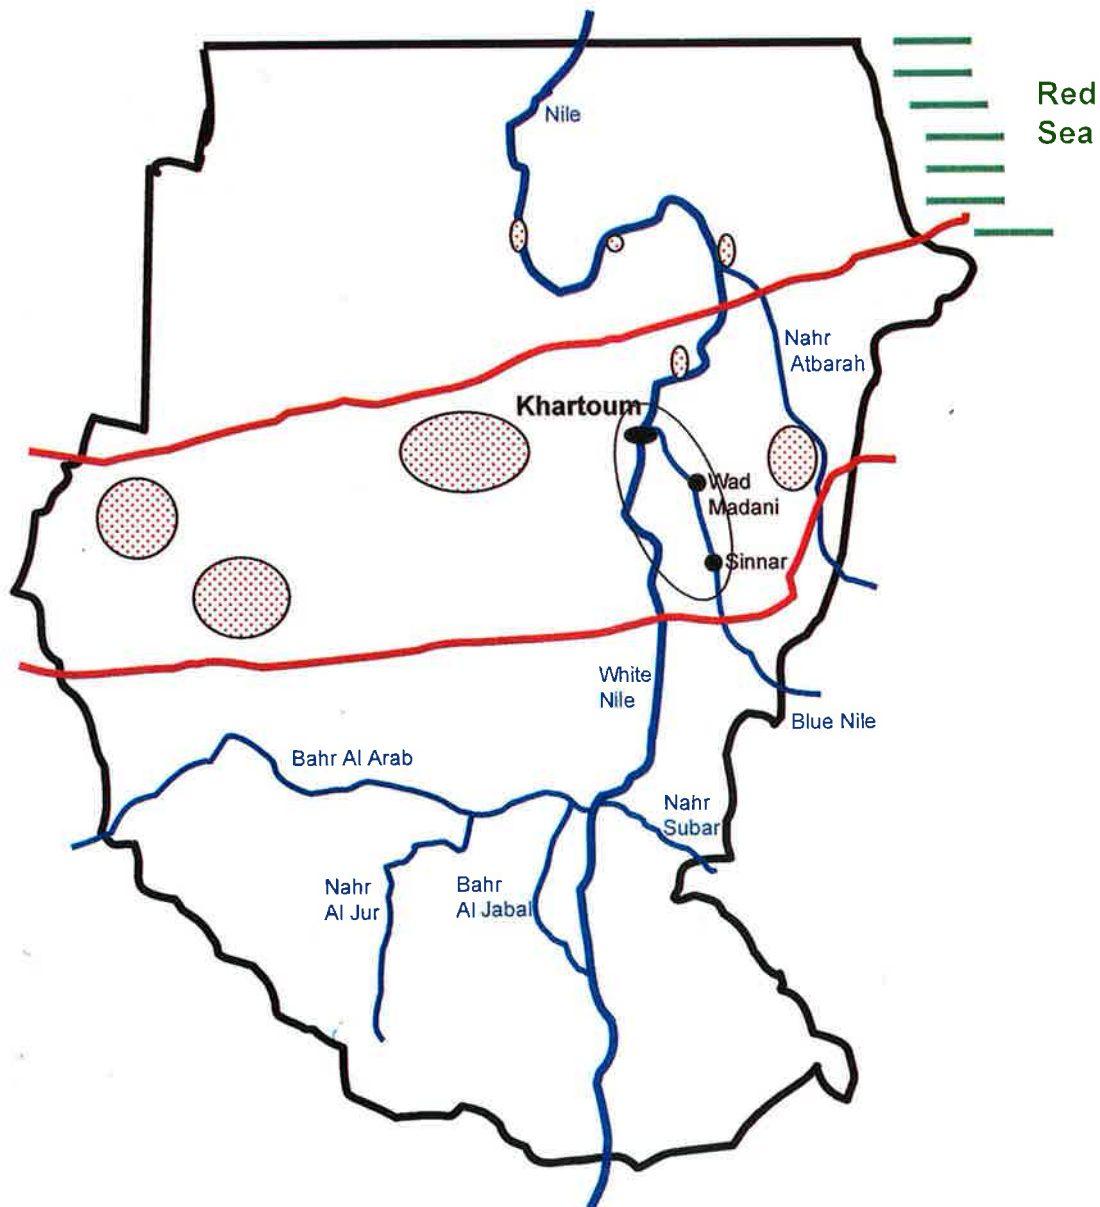 Red
Sea
Nile
Nahr
Atbarah
Khartoum
Wad
Madani
Sinnar
White
Nile
Blue Nile
Bahr Al Arab
Nahr
Subar
Nahr
Al Jur
Bahr
Al Jabal